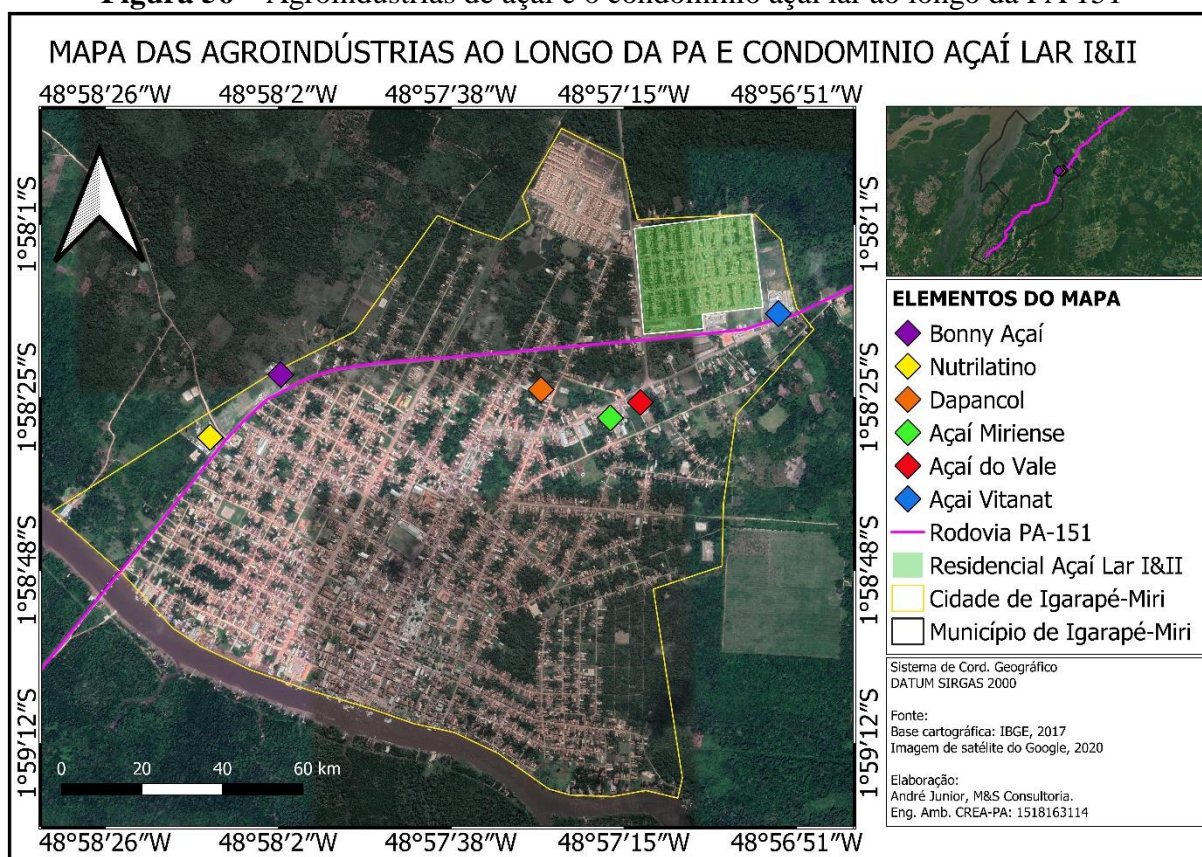 Figura 36 – Agroindústrias de açaí e o condomínio açaí lar ao longo da PA 151
MAPA DAS AGROINDÚSTRIAS AO LONGO DA PA E CONDOMINIO AÇAÍ LAR I&II
48°58′26″W 48°58′2″W 48°57′38″W 48°57′15″W 48°56′51″W
1°58′1″S 1°58′1″S
1°58′25″S 1°58′25″S
1°58′48″S 1°58′48″S
1°59′12″S 1°59′12″S
0 20 40 60 km
48°58′26″W 48°58′2″W 48°57′38″W 48°57′15″W 48°56′51″W
ELEMENTOS DO MAPA
Bonny Açaí
Nutrilatino
Dapancol
Açaí Miriense
Açaí do Vale
Açai Vitanat
Rodovia PA-151
Residencial Açaí Lar I&II
Cidade de Igarapé-Miri
Município de Igarapé-Miri
Sistema de Cord. Geográfico
DATUM SIRGAS 2000
Fonte:
Base cartográfica: IBGE, 2017
Imagem de satélite do Google, 2020
Elaboração:
André Junior, M&S Consultoria.
Eng. Amb. CREA-PA: 1518163114